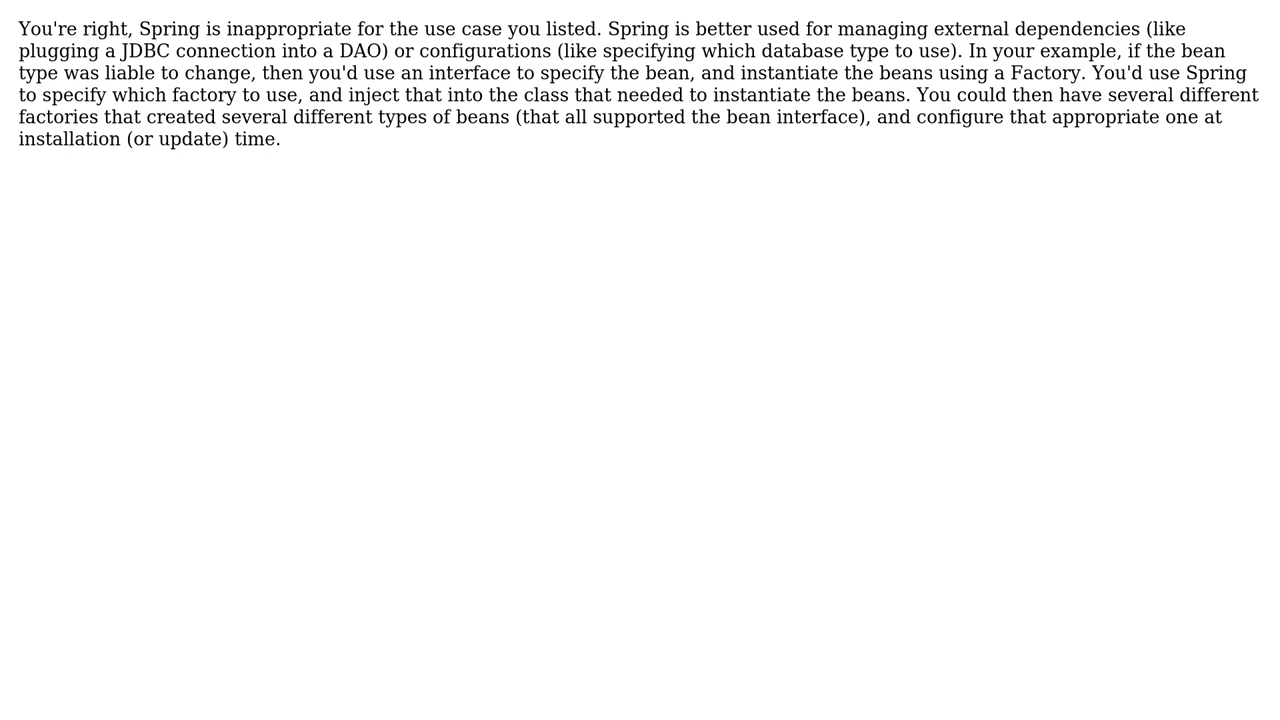 You're right, Spring is inappropriate for the use case you listed. Spring is better used for managing external dependencies (like
plugging a JDBC connection into a DAO) or configurations (like specifying which database type to use). In your example, if the bean
type was liable to change, then you'd use an interface to specify the bean, and instantiate the beans using a Factory. You'd use Spring
to specify which factory to use, and inject that into the class that needed to instantiate the beans. You could then have several different
factories that created several different types of beans (that all supported the bean interface), and configure that appropriate one at
installation (or update) time.